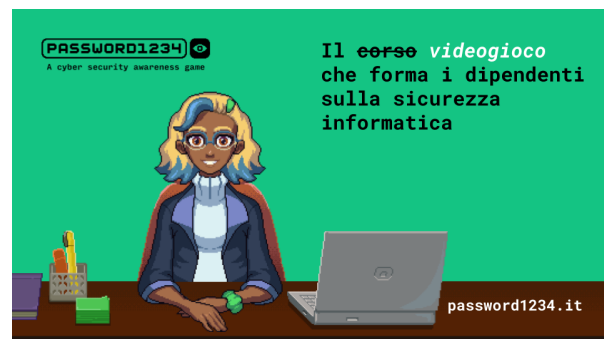 PASSWORD1234
A cyber security awareness game
Il corso videogioco
che forma i dipendenti
sulla sicurezza
informatica
password1234.it